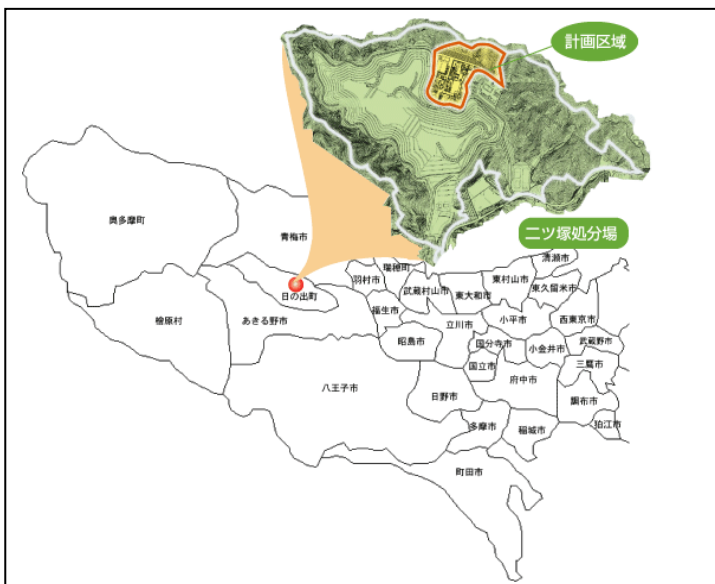 計画区域
二ツ塚処分場
奥多摩町
青梅市
日の出町
檜原村
あきる野市
羽村市
瑞穂町
福生市
武蔵村山市
東大和市
東村山市
清瀬市
東久留米市
昭島市
立川市
小平市
西東京市
国分寺市
小金井市
武蔵野市
国立市
三鷹市
府中市
八王子市
日野市
調布市
狛江市
多摩市
稲城市
町田市